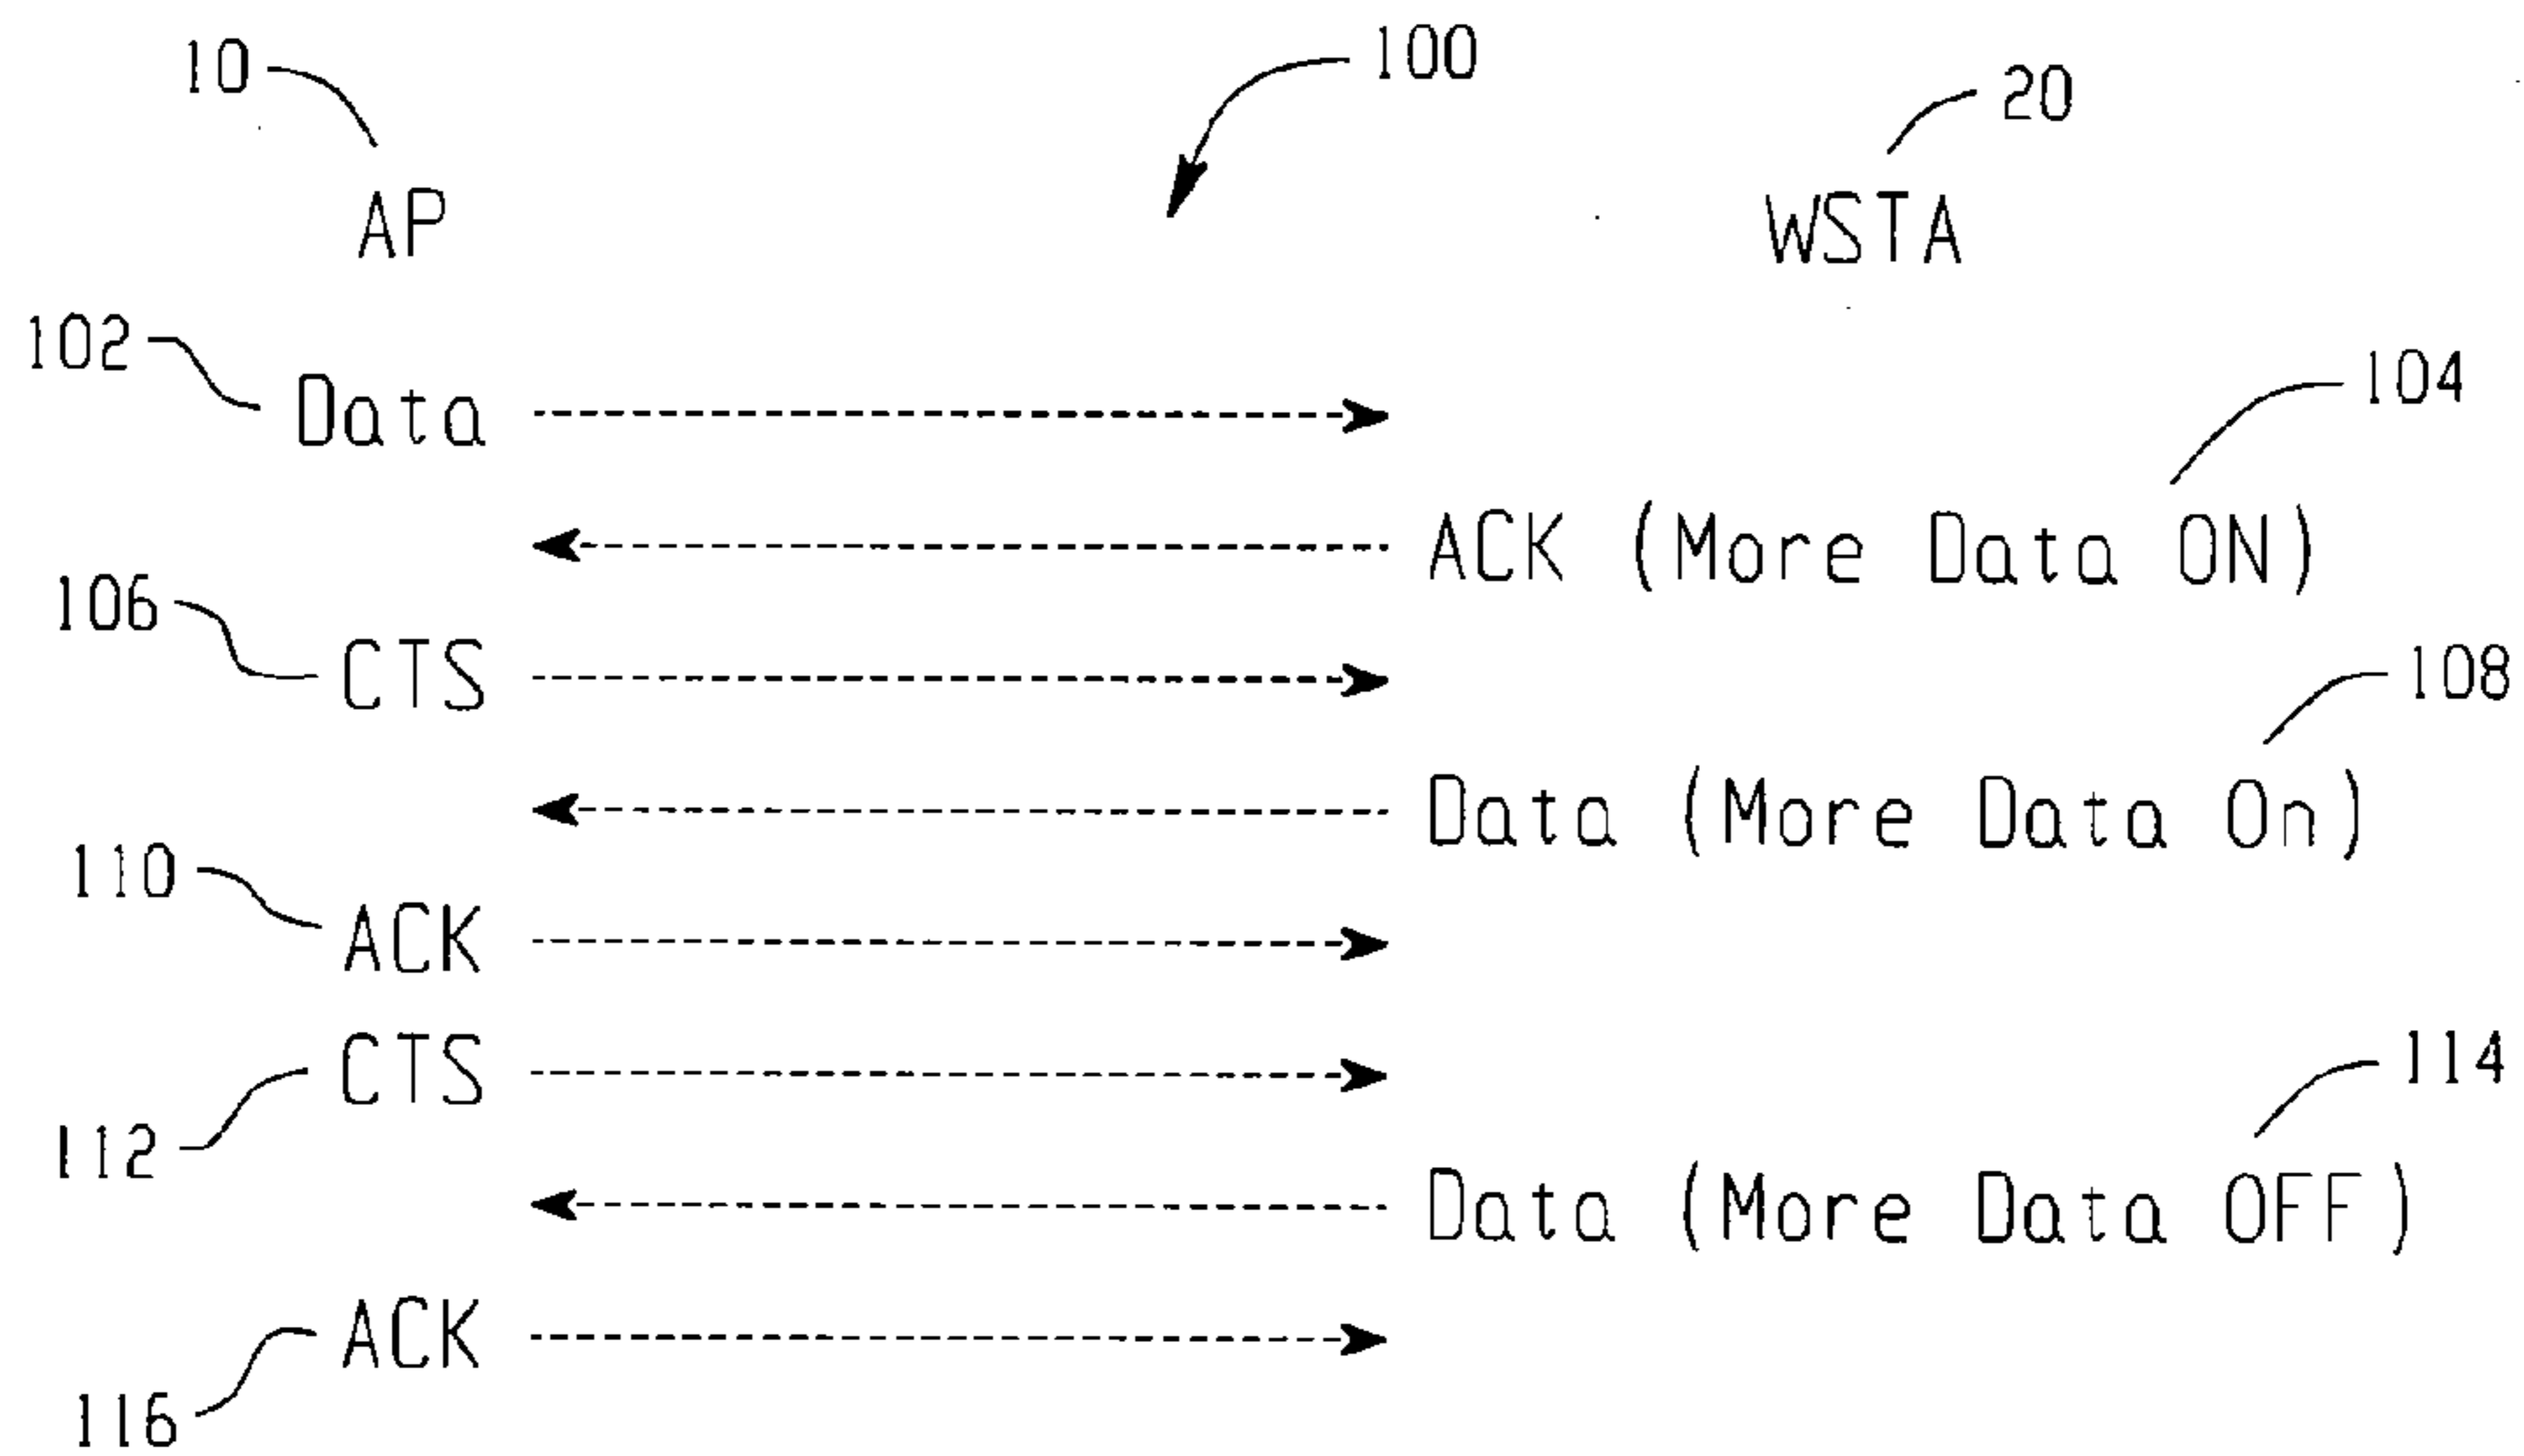 10
100
20
AP
WSTA
102
Data
104
ACK (More Data ON)
106
CTS
108
Data (More Data On)
110
ACK
CTS
114
112
Data (More Data OFF)
ACK
116